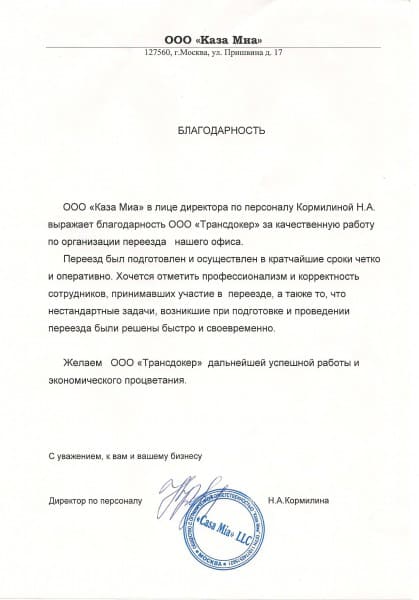 ООО «Каза Миа»
127560, г.Москва, ул. Пришвина д. 17
БЛАГОДАРНОСТЬ
ООО «Каза Миа» в лице директора по персоналу Кормилиной Н.А.
выражает благодарность ООО «Трансдокер» за качественную работу
по организации переезда нашего офиса.
Переезд был подготовлен и осуществлен в кратчайшие сроки четко
и оперативно. Хочется отметить профессионализм и корректность
сотрудников, принимавших участие в переезде, а также то, что
нестандартные задачи, возникшие при подготовке и проведении
переезда были решены быстро и своевременно.
Желаем ООО «Трансдокер» дальнейшей успешной работы и
экономического процветания.
С уважением, к вам и вашему бизнесу
Директор по персоналу
Н.А.Кормилина
«Casa Mia» LLC
МОСКВА